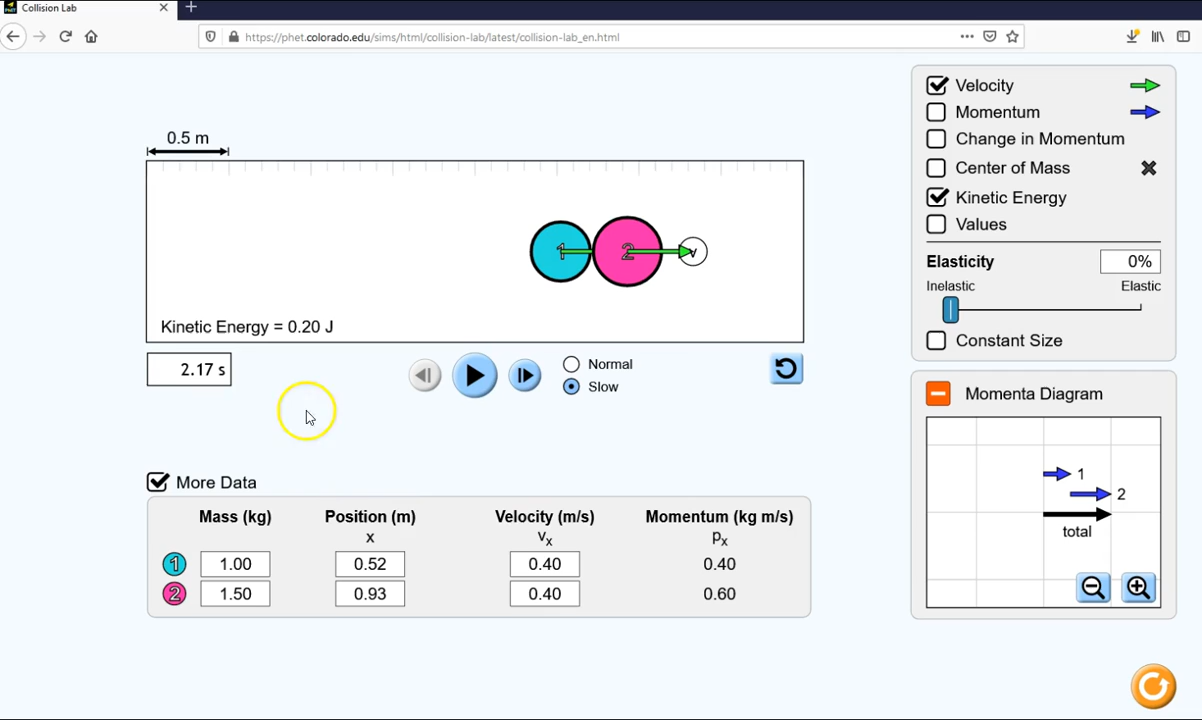 Collision Lab
https://phet.colorado.edu/sims/html/collision-lab/latest/collision-lab_en.html
0.5 m
1
2
Kinetic Energy = 0.20 J
2.17 s
Normal
Slow
More Data
Mass (kg) Position (m) Velocity (m/s) Momentum (kg m/s)
x vx px
1 1.00 0.52 0.40 0.40
2 1.50 0.93 0.40 0.60
Velocity
Momentum
Change in Momentum
Center of Mass
Kinetic Energy
Values
Elasticity 0%
Inelastic Elastic
Constant Size
Momenta Diagram
1
2
total